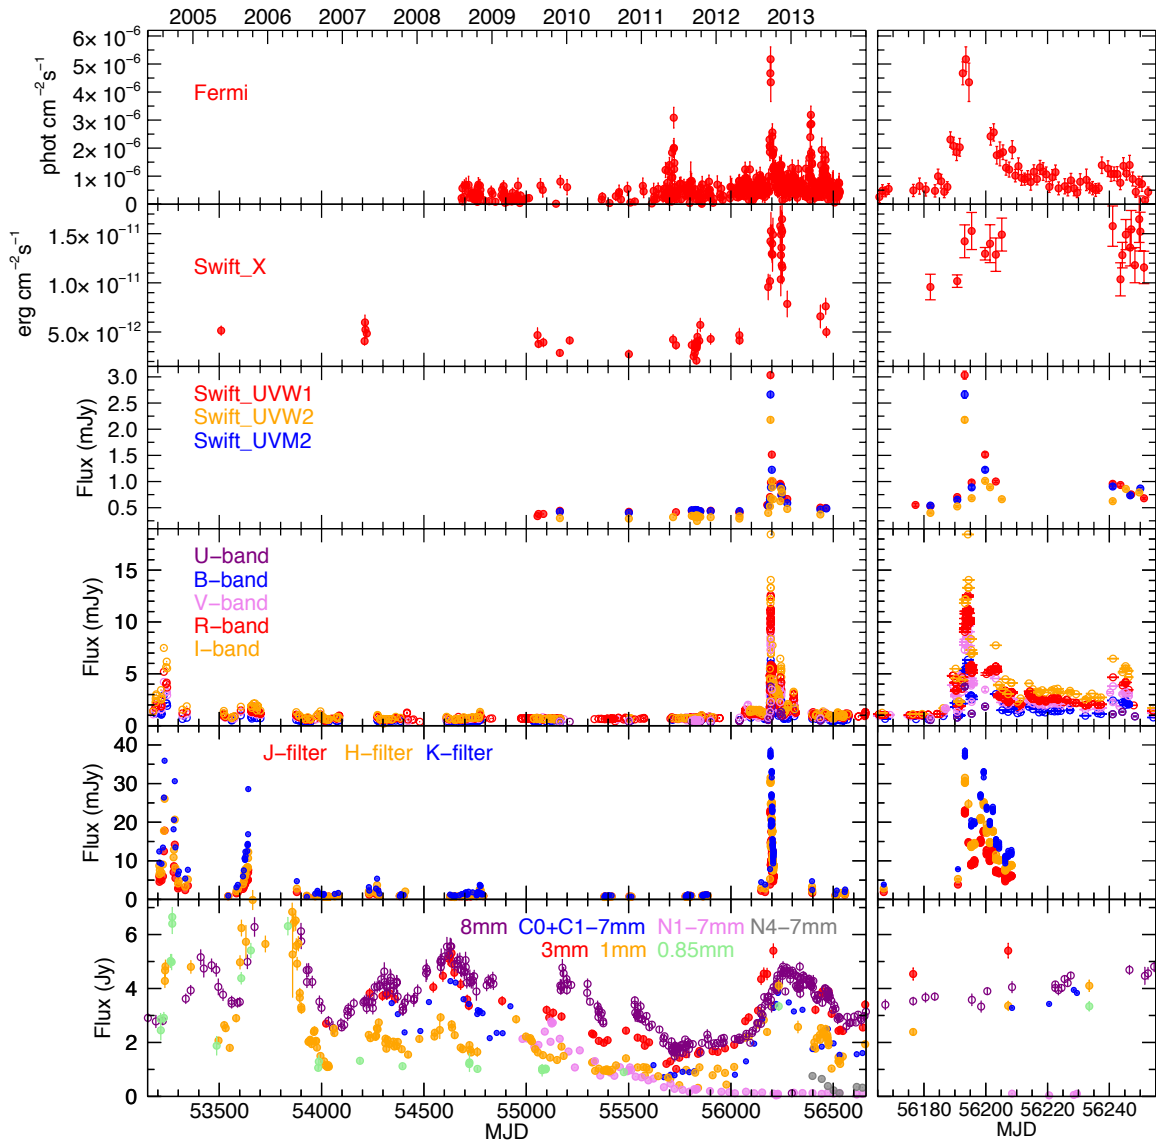 2005 2006 2007 2008 2009 2010 2011 2012 2013
6× 10⁻⁶
5× 10⁻⁶
4× 10⁻⁶
3× 10⁻⁶
2× 10⁻⁶
1× 10⁻⁶
0
phot cm⁻²s⁻¹
Fermi
1.5× 10⁻¹¹
1.0× 10⁻¹¹
5.0× 10⁻¹²
erg cm⁻²s⁻¹
Swift_X
3.0
2.5
2.0
1.5
1.0
0.5
Flux (mJy)
Swift_UVW1
Swift_UVW2
Swift_UVM2
15
10
5
0
Flux (mJy)
U−band
B−band
V−band
R−band
I−band
40
30
20
10
0
Flux (mJy)
J−filter H−filter K−filter
6
4
2
0
Flux (Jy)
8mm C0+C1−7mm N1−7mm N4−7mm
3mm 1mm 0.85mm
53500 54000 54500 55000 55500 56000 56500
MJD
56180 56200 56220 56240
MJD